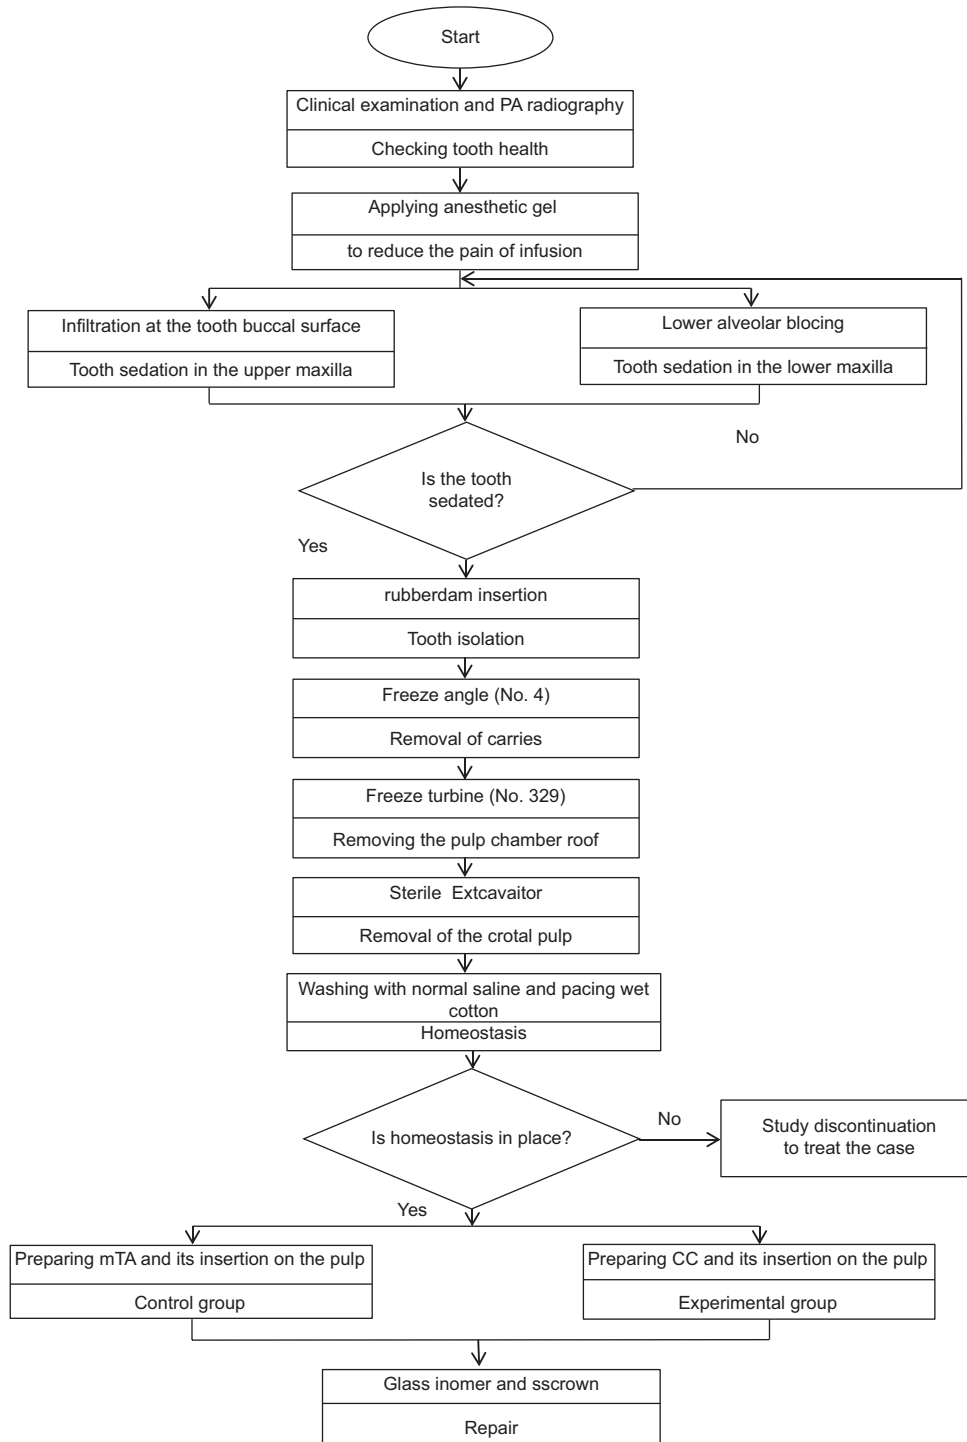 Start
Clinical examination and PA radiography
Checking tooth health
Applying anesthetic gel
to reduce the pain of infusion
Infiltration at the tooth buccal surface
Tooth sedation in the upper maxilla
Lower alveolar blocing
Tooth sedation in the lower maxilla
No
Is the tooth
sedated?
Yes
rubberdam insertion
Tooth isolation
Freeze angle (No. 4)
Removal of carries
Freeze turbine (No. 329)
Removing the pulp chamber roof
Sterile Extcavaitor
Removal of the crotal pulp
Washing with normal saline and pacing wet
cotton
Homeostasis
Is homeostasis in place?
No
Study discontination
to treat the case
Yes
Preparing mTA and its insertion on the pulp
Control group
Preparing CC and its insertion on the pulp
Experimental group
Glass inomer and sscrown
Repair